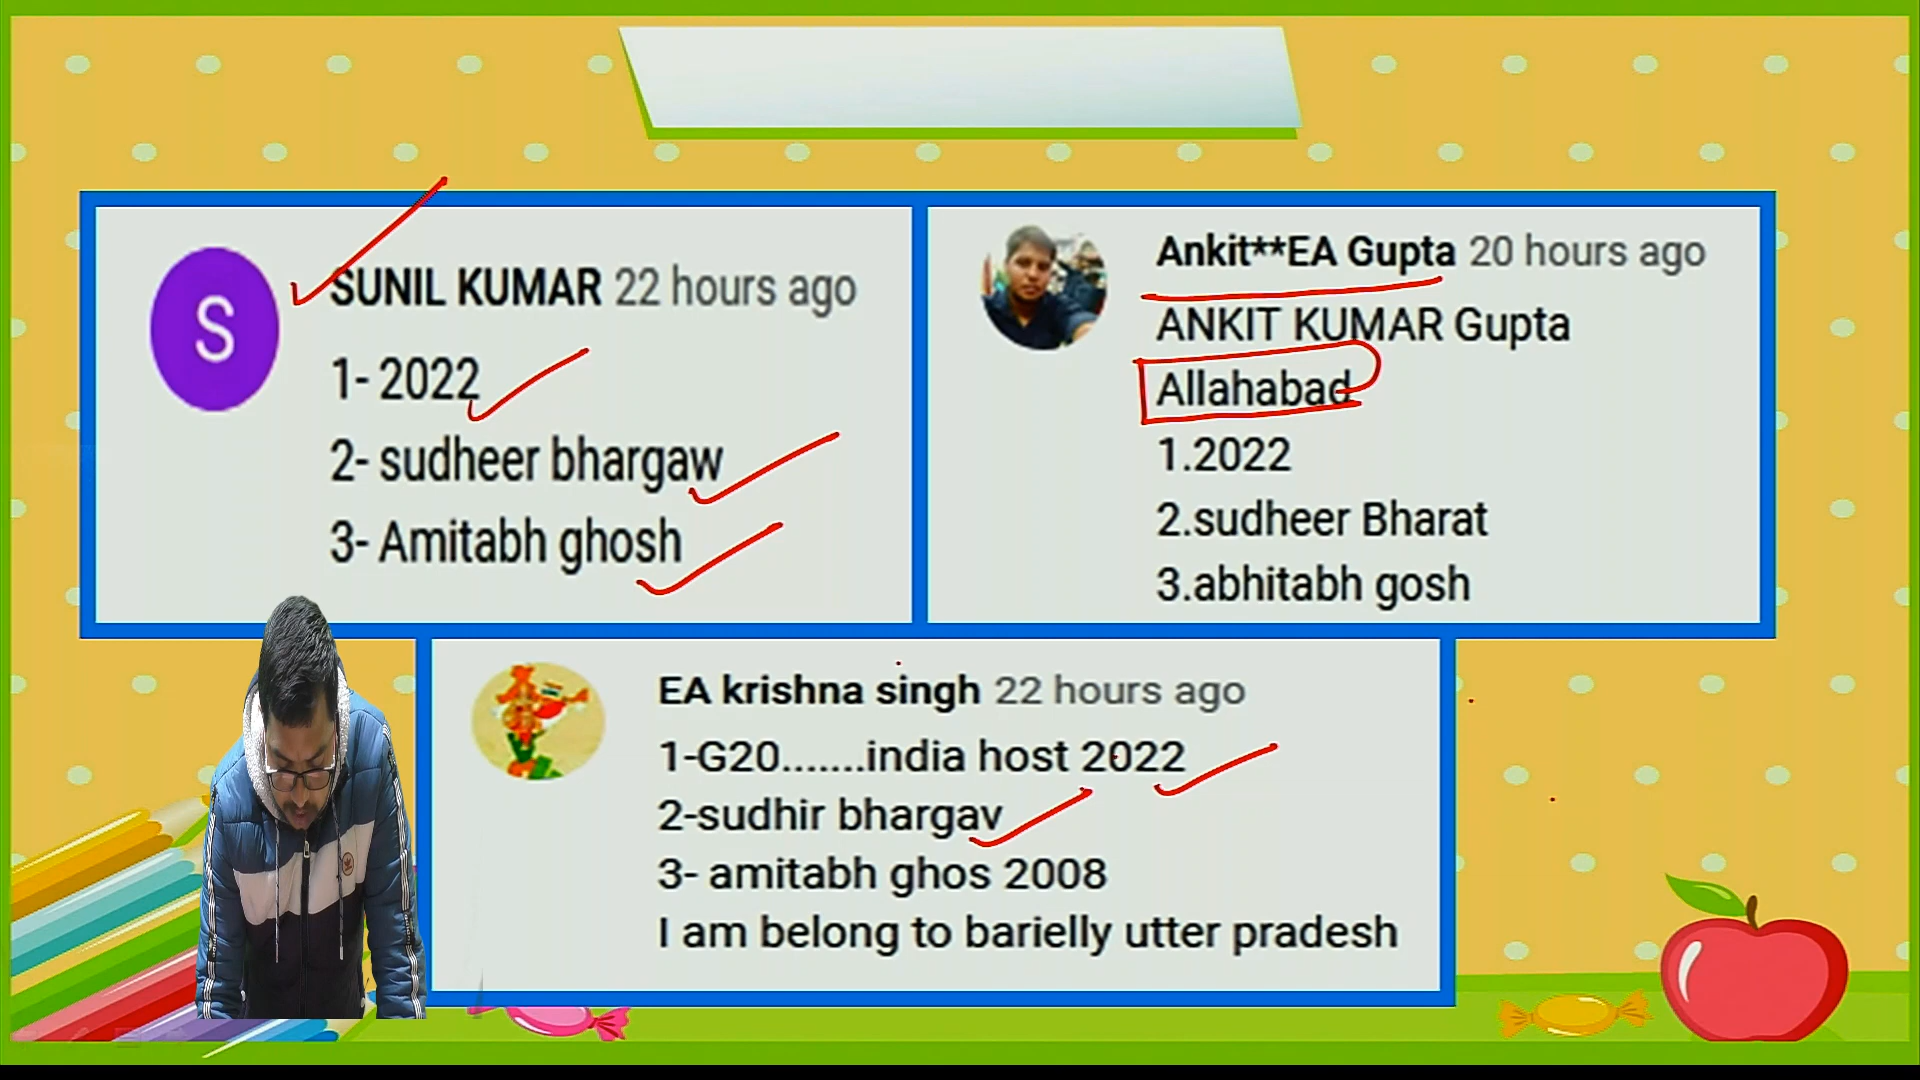 S
SUNIL KUMAR 22 hours ago
1- 2022
2- sudheer bhargaw
3- Amitabh ghosh
Ankit**EA Gupta 20 hours ago
ANKIT KUMAR Gupta
Allahabad
1.2022
2.sudheer Bharat
3.abhitabh gosh
EA krishna singh 22 hours ago
1-G20.......india host 2022
2-sudhir bhargav
3- amitabh ghos 2008
I am belong to barielly utter pradesh